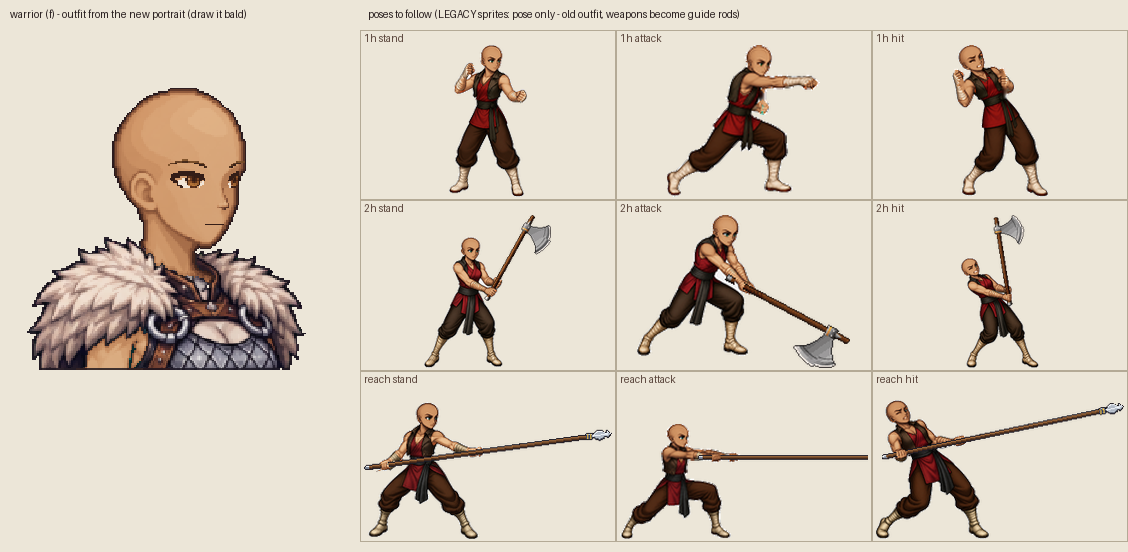 warrior (f) - outfit from the new portrait (draw it bald)
poses to follow (LEGACY sprites: pose only - old outfit, weapons become guide rods)
1h stand
1h attack
1h hit
2h stand
2h attack
2h hit
reach stand
reach attack
reach hit